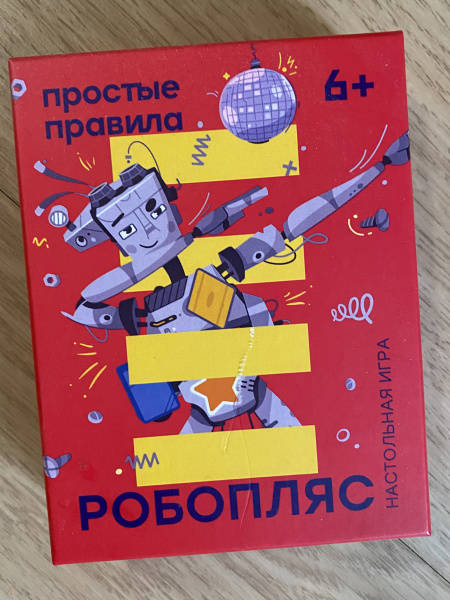 простые
правила
6+
РОБОПЛЯС
НАСТОЛЬНАЯ ИГРА